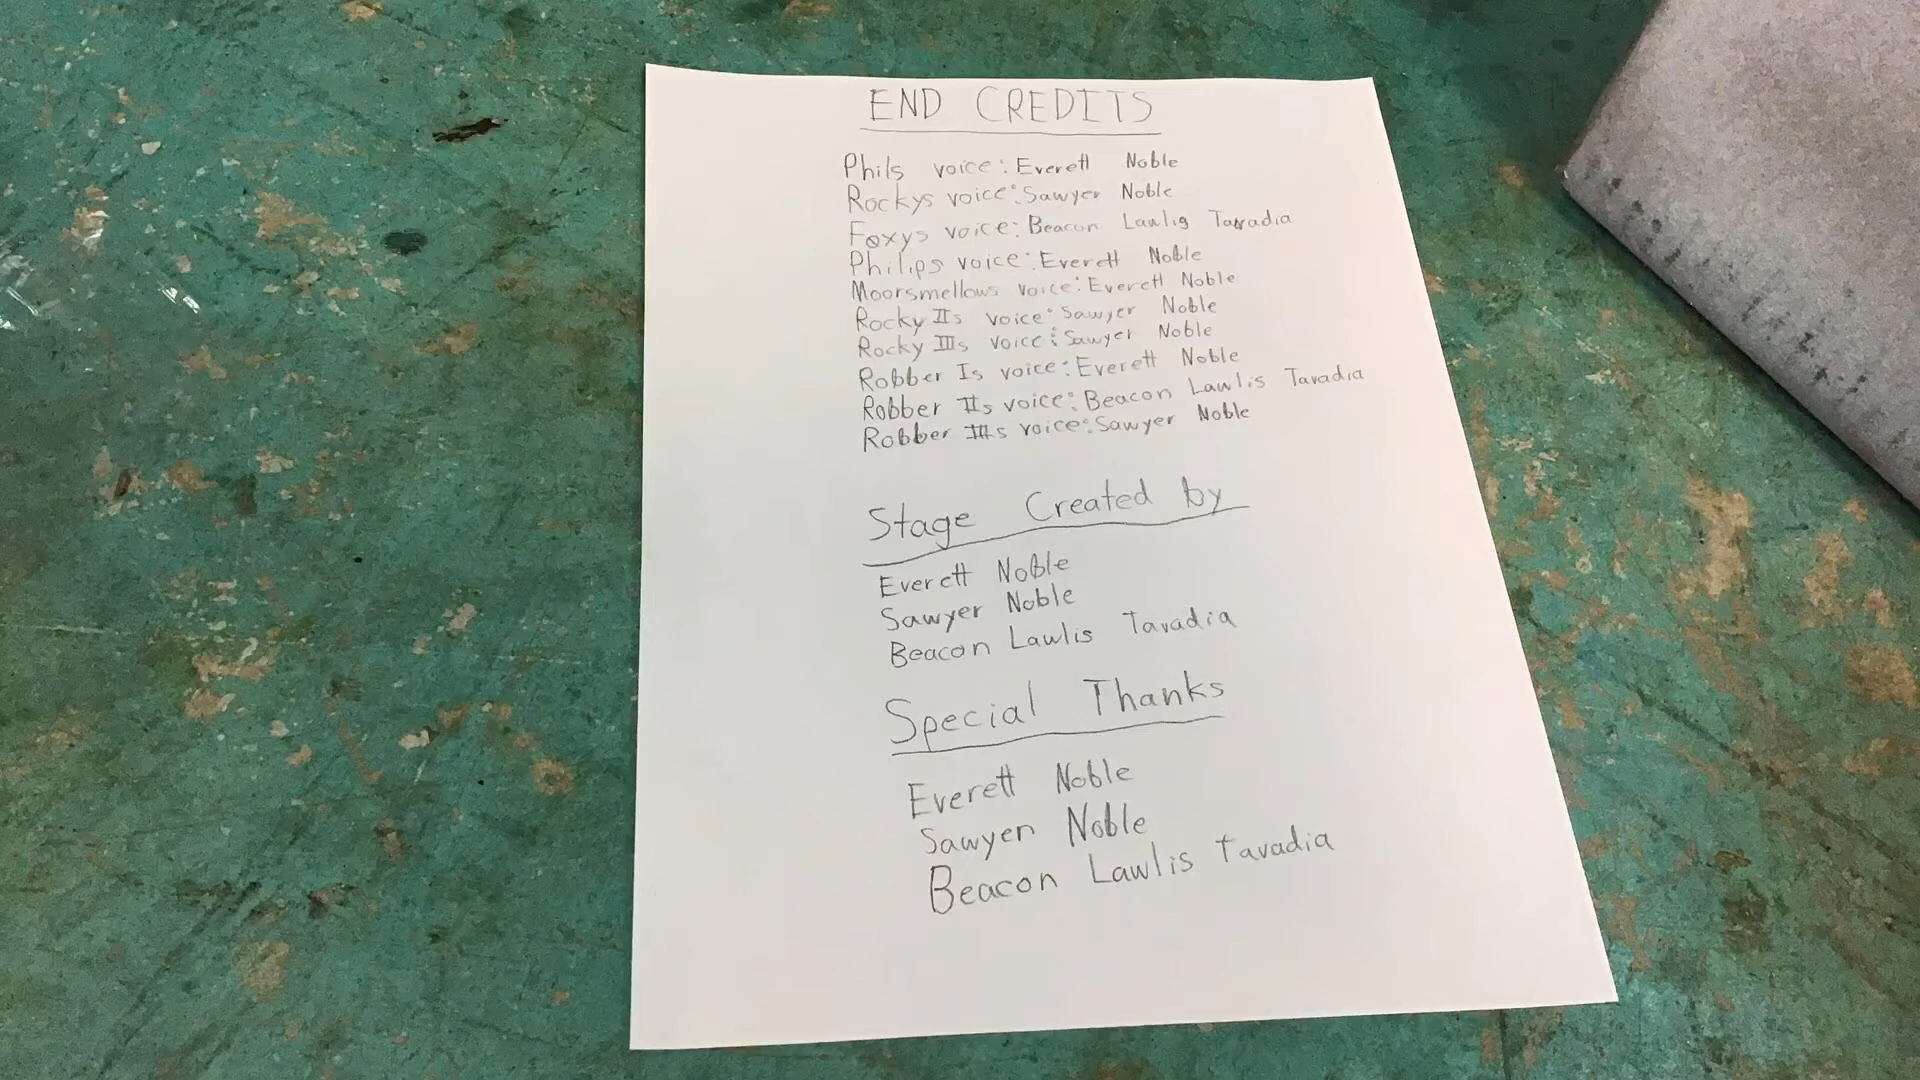 END CREDITS
Phils voice: Everett Noble
Rockys voice: Sawyer Noble
Foxys voice: Beacon Lawlis Tavradia
Philips voice: Everett Noble
Moorsmellows voice: Everett Noble
Rocky IIs voice: Sawyer Noble
Rocky IIIs voice: Sawyer Noble
Robber Is voice: Everett Noble
Robber IIs voice: Beacon Lawlis Tavadia
Robber IIIs voice: Sawyer Noble
Stage Created by
Everett Noble
Sawyer Noble
Beacon Lawlis Tavadia
Special Thanks
Everett Noble
Sawyer Noble
Beacon Lawlis Tavadia